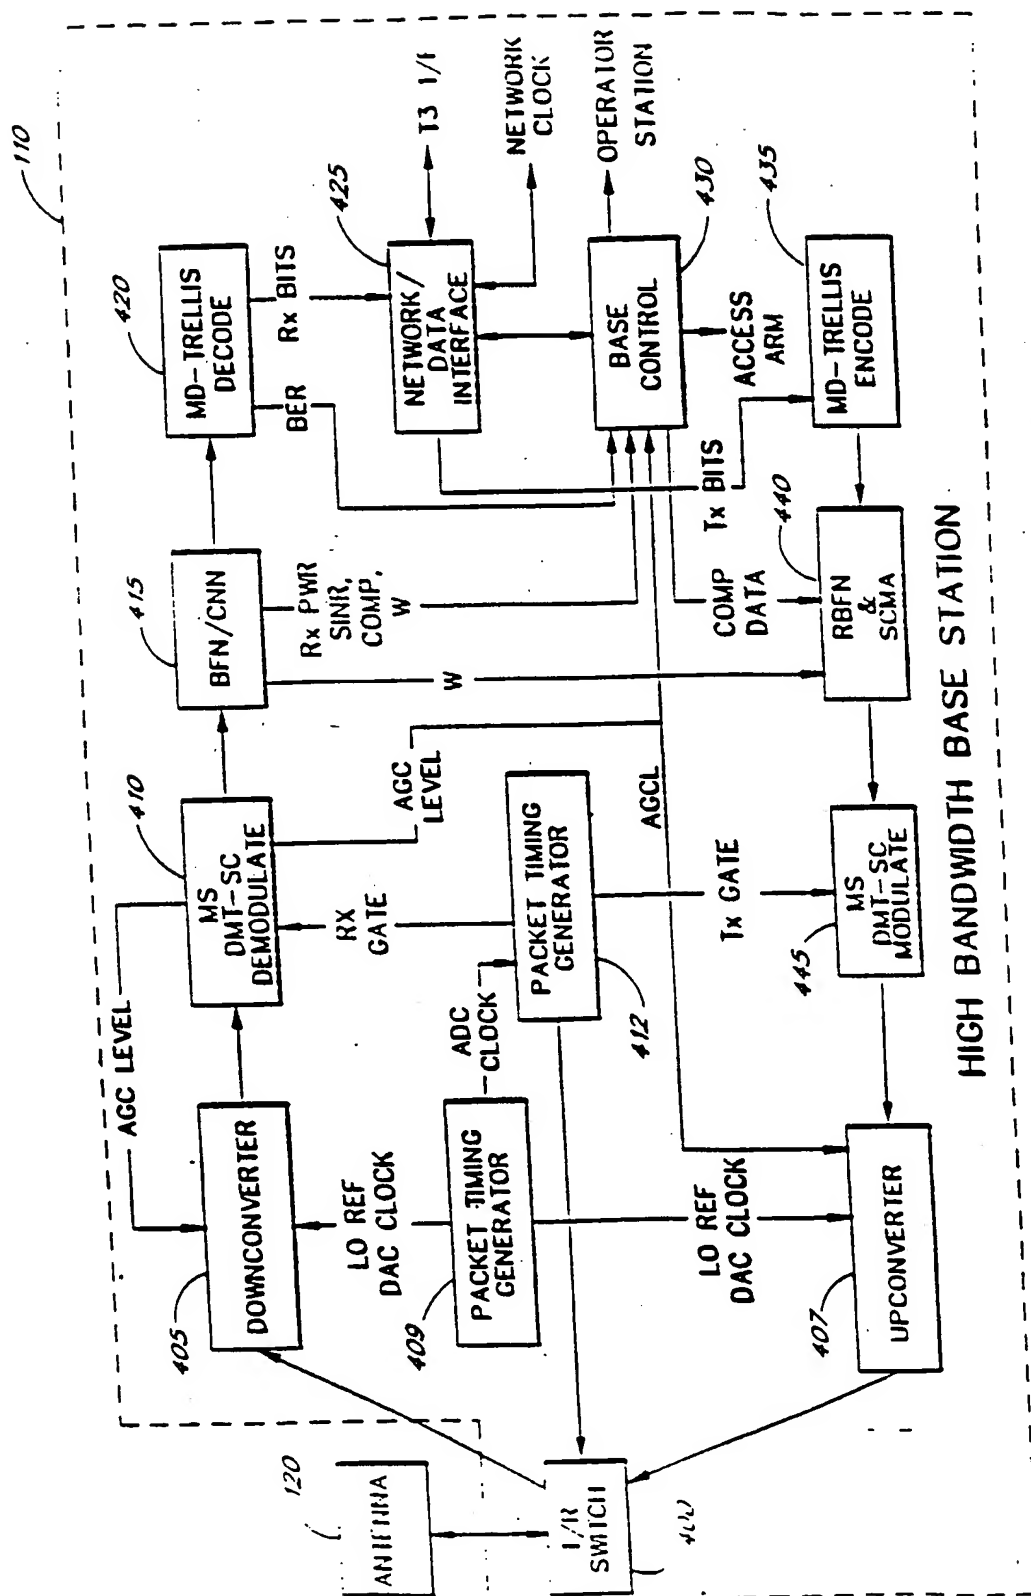 110
120
ANTENNA
T/R
SWITCH
400
AGC LEVEL
DOWNCONVERTER
405
MS
DMT-SC
DEMODULATE
410
BFN/CNN
415
MD-TRELLIS
DECODE
420
LO REF
DAC CLOCK
PACKET TIMING
GENERATOR
409
ADC
CLOCK
RX
GATE
PACKET TIMING
GENERATOR
412
AGC
LEVEL
Rx PWR
SINR,
COMP,
W
BER
Rx BITS
NETWORK/
DATA
INTERFACE
425
T3 I/F
NETWORK
CLOCK
W
AGCL
BASE
CONTROL
430
OPERATOR
STATION
ACCESS
ARM
LO REF
DAC CLOCK
Tx GATE
COMP
DATA
Tx BITS
UPCONVERTER
407
MS
DMT-SC
MODULATE
445
RBFN
&
SCMA
440
MD-TRELLIS
ENCODE
435
HIGH BANDWIDTH BASE STATION